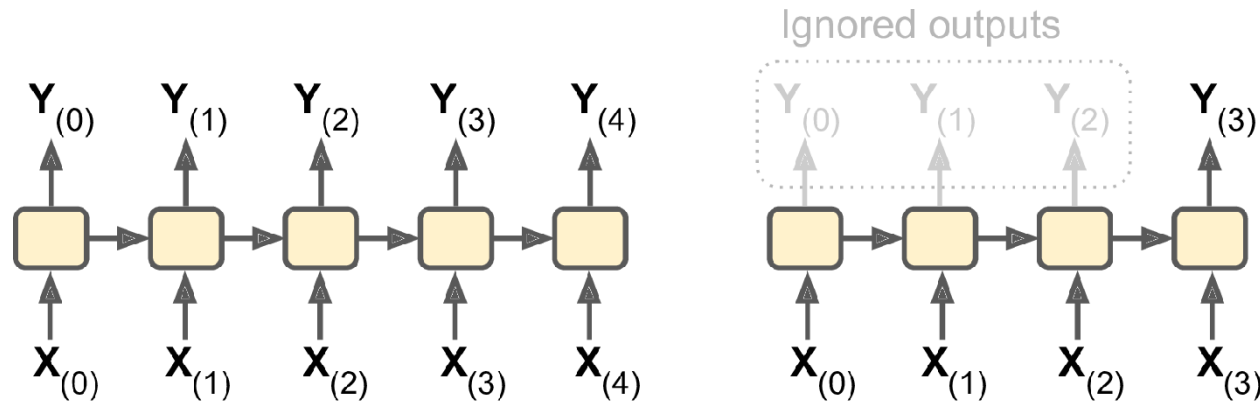 Ignored outputs
Y(0) Y(1) Y(2) Y(3) Y(4) Y(0) Y(1) Y(2) Y(3)
X(0) X(1) X(2) X(3) X(4) X(0) X(1) X(2) X(3)